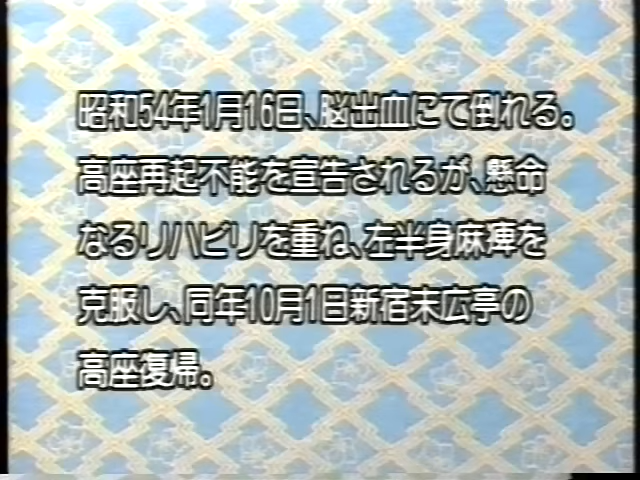 昭和54年1月16日、脳出血にて倒れる。
高座再起不能を宣告されるが、懸命
なるリハビリを重ね、左半身麻痺を
克服し、同年10月1日新宿末広亭の
高座復帰。